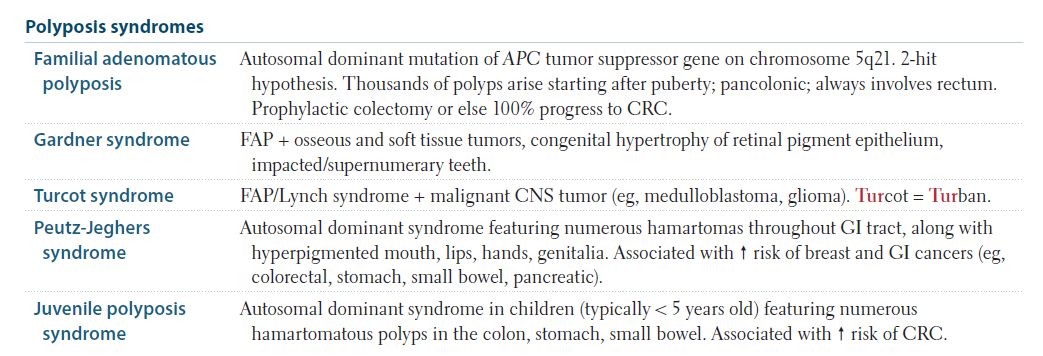 Polyposis syndromes
Familial adenomatous polyposis
Autosomal dominant mutation of APC tumor suppressor gene on chromosome 5q21. 2-hit
hypothesis. Thousands of polyps arise starting after puberty; pancolonic; always involves rectum.
Prophylactic colectomy or else 100% progress to CRC.
Gardner syndrome
FAP + osseous and soft tissue tumors, congenital hypertrophy of retinal pigment epithelium,
impacted/supernumerary teeth.
Turcot syndrome
FAP/Lynch syndrome + malignant CNS tumor (eg, medulloblastoma, glioma). Turcot = Turban.
Peutz-Jeghers
syndrome
Autosomal dominant syndrome featuring numerous hamartomas throughout GI tract, along with
hyperpigmented mouth, lips, hands, genitalia. Associated with ↑ risk of breast and GI cancers (eg,
colorectal, stomach, small bowel, pancreatic).
Juvenile polyposis
syndrome
Autosomal dominant syndrome in children (typically < 5 years old) featuring numerous
hamartomatous polyps in the colon, stomach, small bowel. Associated with ↑ risk of CRC.